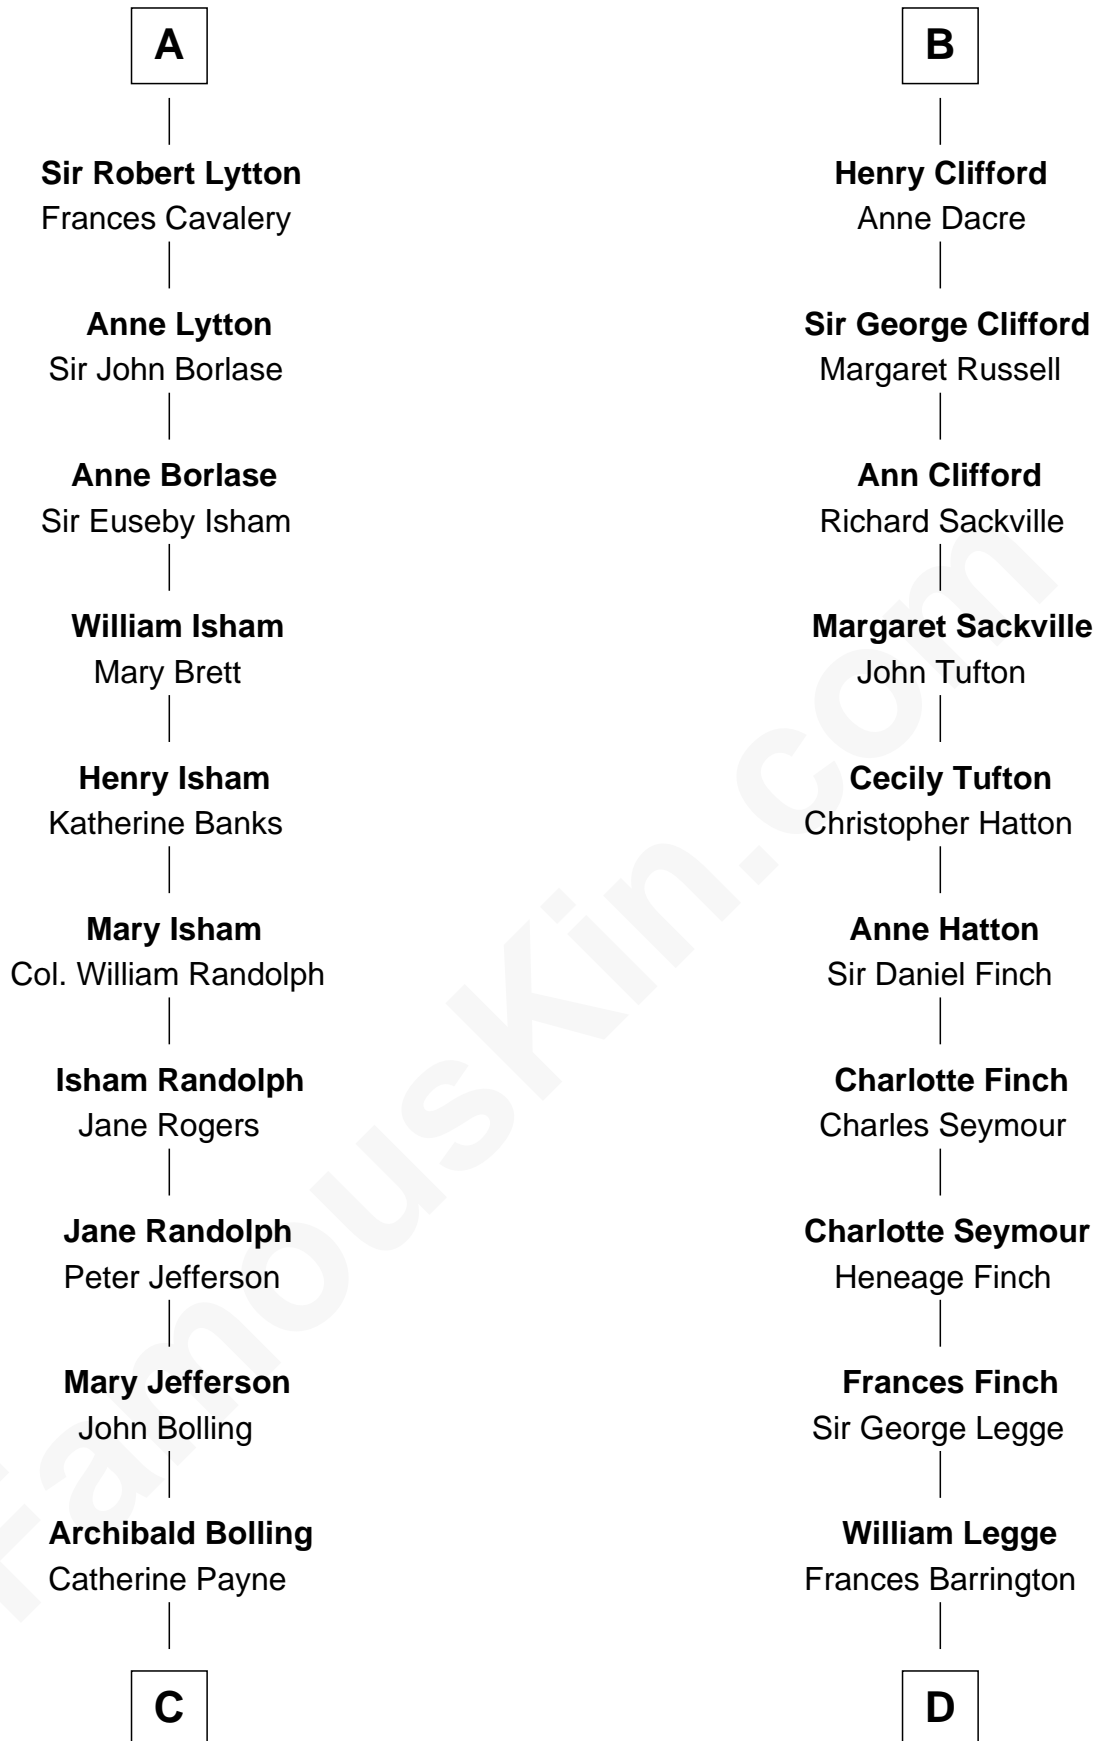 A
Sir Robert Lytton
Frances Cavalery
Anne Lytton
Sir John Borlase
Anne Borlase
Sir Euseby Isham
William Isham
Mary Brett
Henry Isham
Katherine Banks
Mary Isham
Col. William Randolph
Isham Randolph
Jane Rogers
Jane Randolph
Peter Jefferson
Mary Jefferson
John Bolling
Archibald Bolling
Catherine Payne
C
B
Henry Clifford
Anne Dacre
Sir George Clifford
Margaret Russell
Ann Clifford
Richard Sackville
Margaret Sackville
John Tufton
Cecily Tufton
Christopher Hatton
Anne Hatton
Sir Daniel Finch
Charlotte Finch
Charles Seymour
Charlotte Seymour
Heneage Finch
Frances Finch
Sir George Legge
William Legge
Frances Barrington
D
FamousKin.com